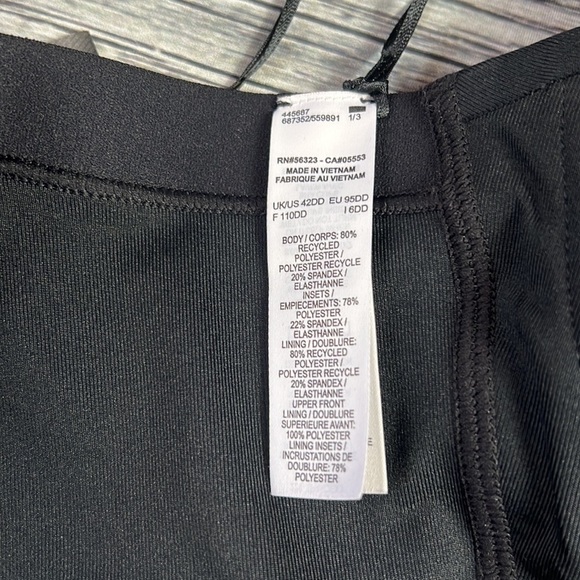 445887
687352/559891 1/3
RN#56323 - CA#05553
MADE IN VIETNAM
FABRIQUE AU VIETNAM
UK/US 42DD EU 95DD
F 110DD I 6DD
BODY / CORPS: 80%
RECYCLED
POLYESTER /
POLYESTER RECYCLE
20% SPANDEX /
ELASTHANNE
INSETS /
EMPIECEMENTS: 78%
POLYESTER
22% SPANDEX /
ELASTHANNE
LINING / DOUBLURE:
80% RECYCLED
POLYESTER /
POLYESTER RECYCLE
20% SPANDEX /
ELASTHANNE
UPPER FRONT
LINING / DOUBLURE
SUPERIEURE AVANT:
100% POLYESTER
LINING INSETS /
INCRUSTATIONS DE
DOUBLURE: 78%
POLYESTER
E